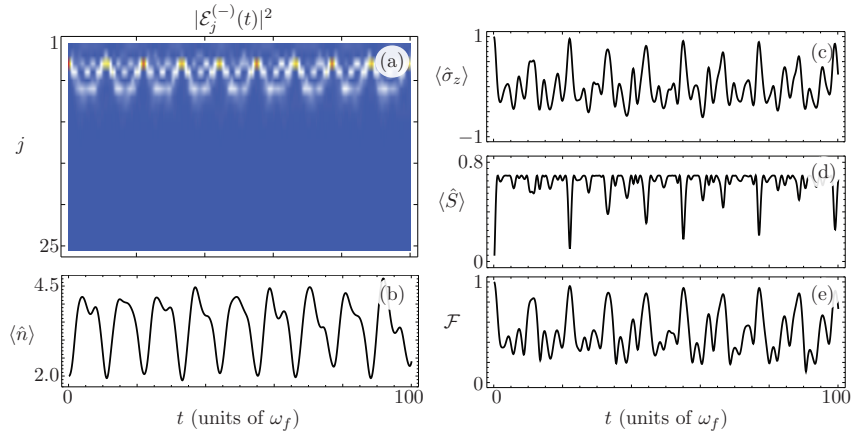 |ℰ_j^(−)(t)|²
1
(a)
j
25
4.5
(b)
⟨n̂⟩
2.0
0
100
t (units of ω_f)
1
(c)
⟨σ̂_z⟩
−1
0.8
(d)
⟨Ŝ⟩
0
1
(e)
ℱ
0
0
100
t (units of ω_f)